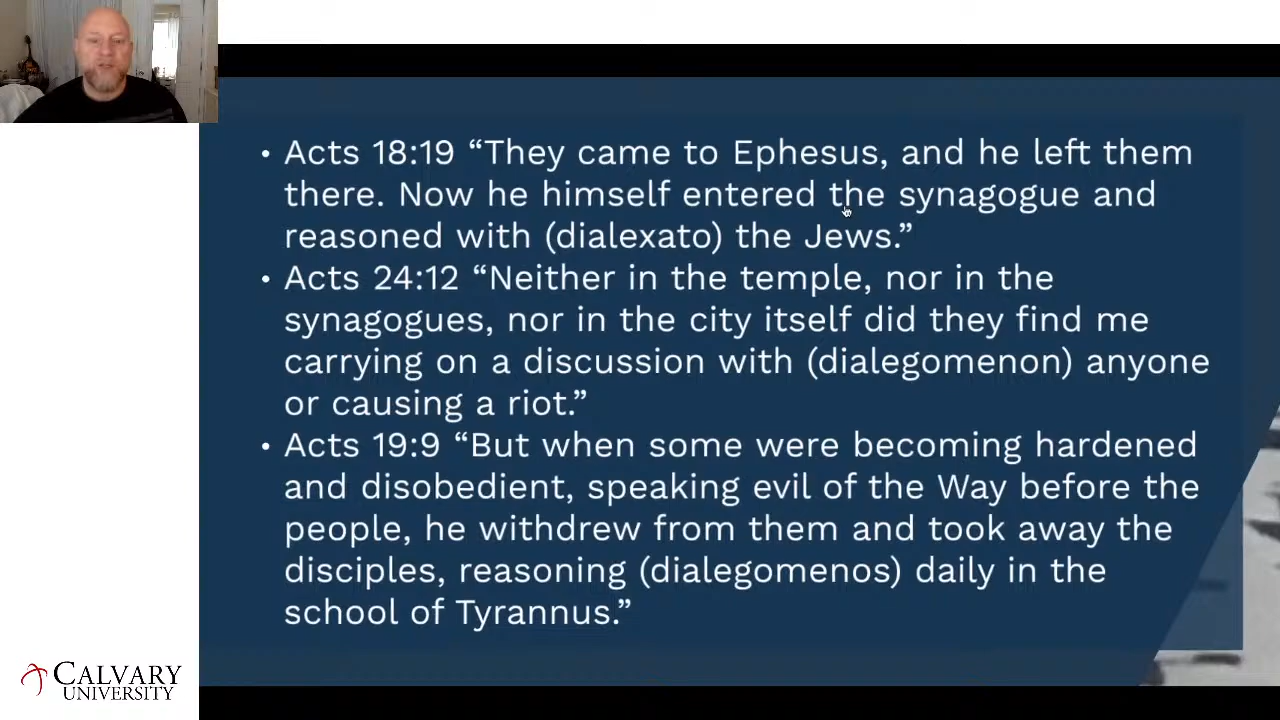 • Acts 18:19 “They came to Ephesus, and he left them
there. Now he himself entered the synagogue and
reasoned with (dialexato) the Jews.”
• Acts 24:12 “Neither in the temple, nor in the
synagogues, nor in the city itself did they find me
carrying on a discussion with (dialegomenon) anyone
or causing a riot.”
• Acts 19:9 “But when some were becoming hardened
and disobedient, speaking evil of the Way before the
people, he withdrew from them and took away the
disciples, reasoning (dialegomenos) daily in the
school of Tyrannus.”
CALVARY
UNIVERSITY